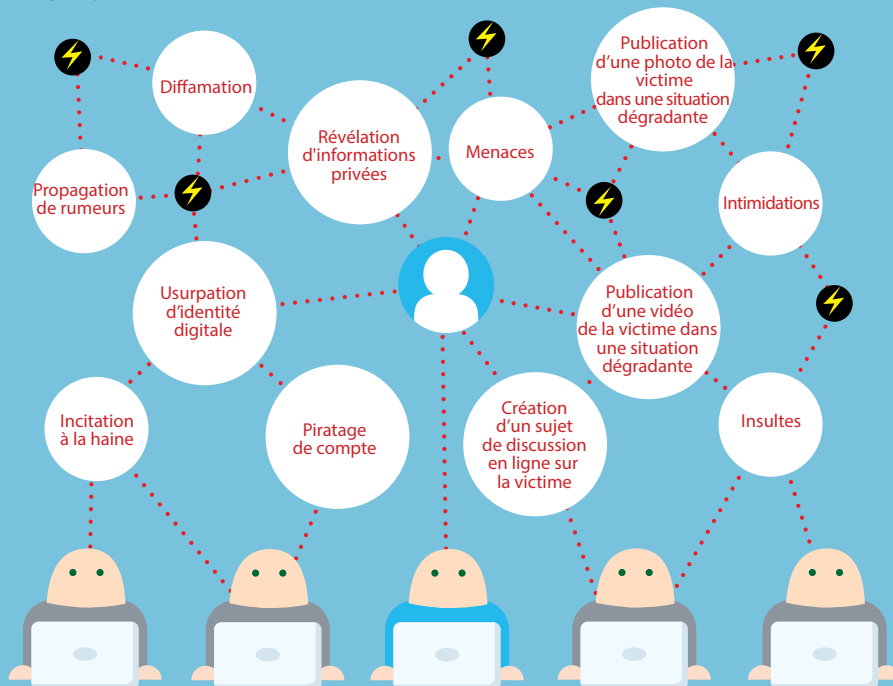 Diffamation
Publication
d’une photo de la
victime
dans une situation
dégradante
Révélation
d'informations
privées
Menaces
Propagation
de rumeurs
Intimidations
Usurpation
d’identité
digitale
Publication
d’une vidéo
de la victime dans
une situation
dégradante
Incitation
à la haine
Piratage
de compte
Création
d’un sujet
de discussion
en ligne sur
la victime
Insultes